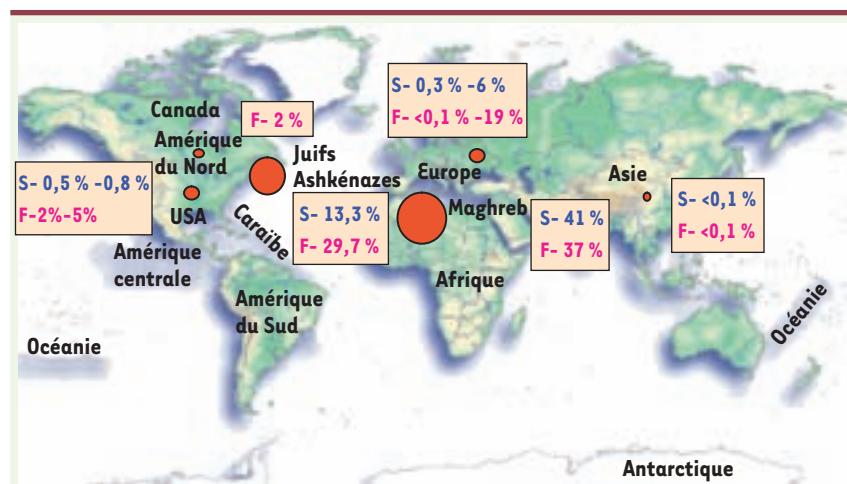 S- 0,3 % -6 %
F- <0,1 % -19 %
Canada
F- 2 %
Amérique
du Nord
Juifs
Ashkénazes
Europe
Asie
S- 0,5 % -0,8 %
F-2%-5%
USA
Caraïbe
S- 13,3 %
F- 29,7 %
Maghreb
S- 41 %
F- 37 %
S- <0,1 %
F- <0,1 %
Amérique
centrale
Afrique
Amérique
du Sud
Océanie
Océanie
Antarctique